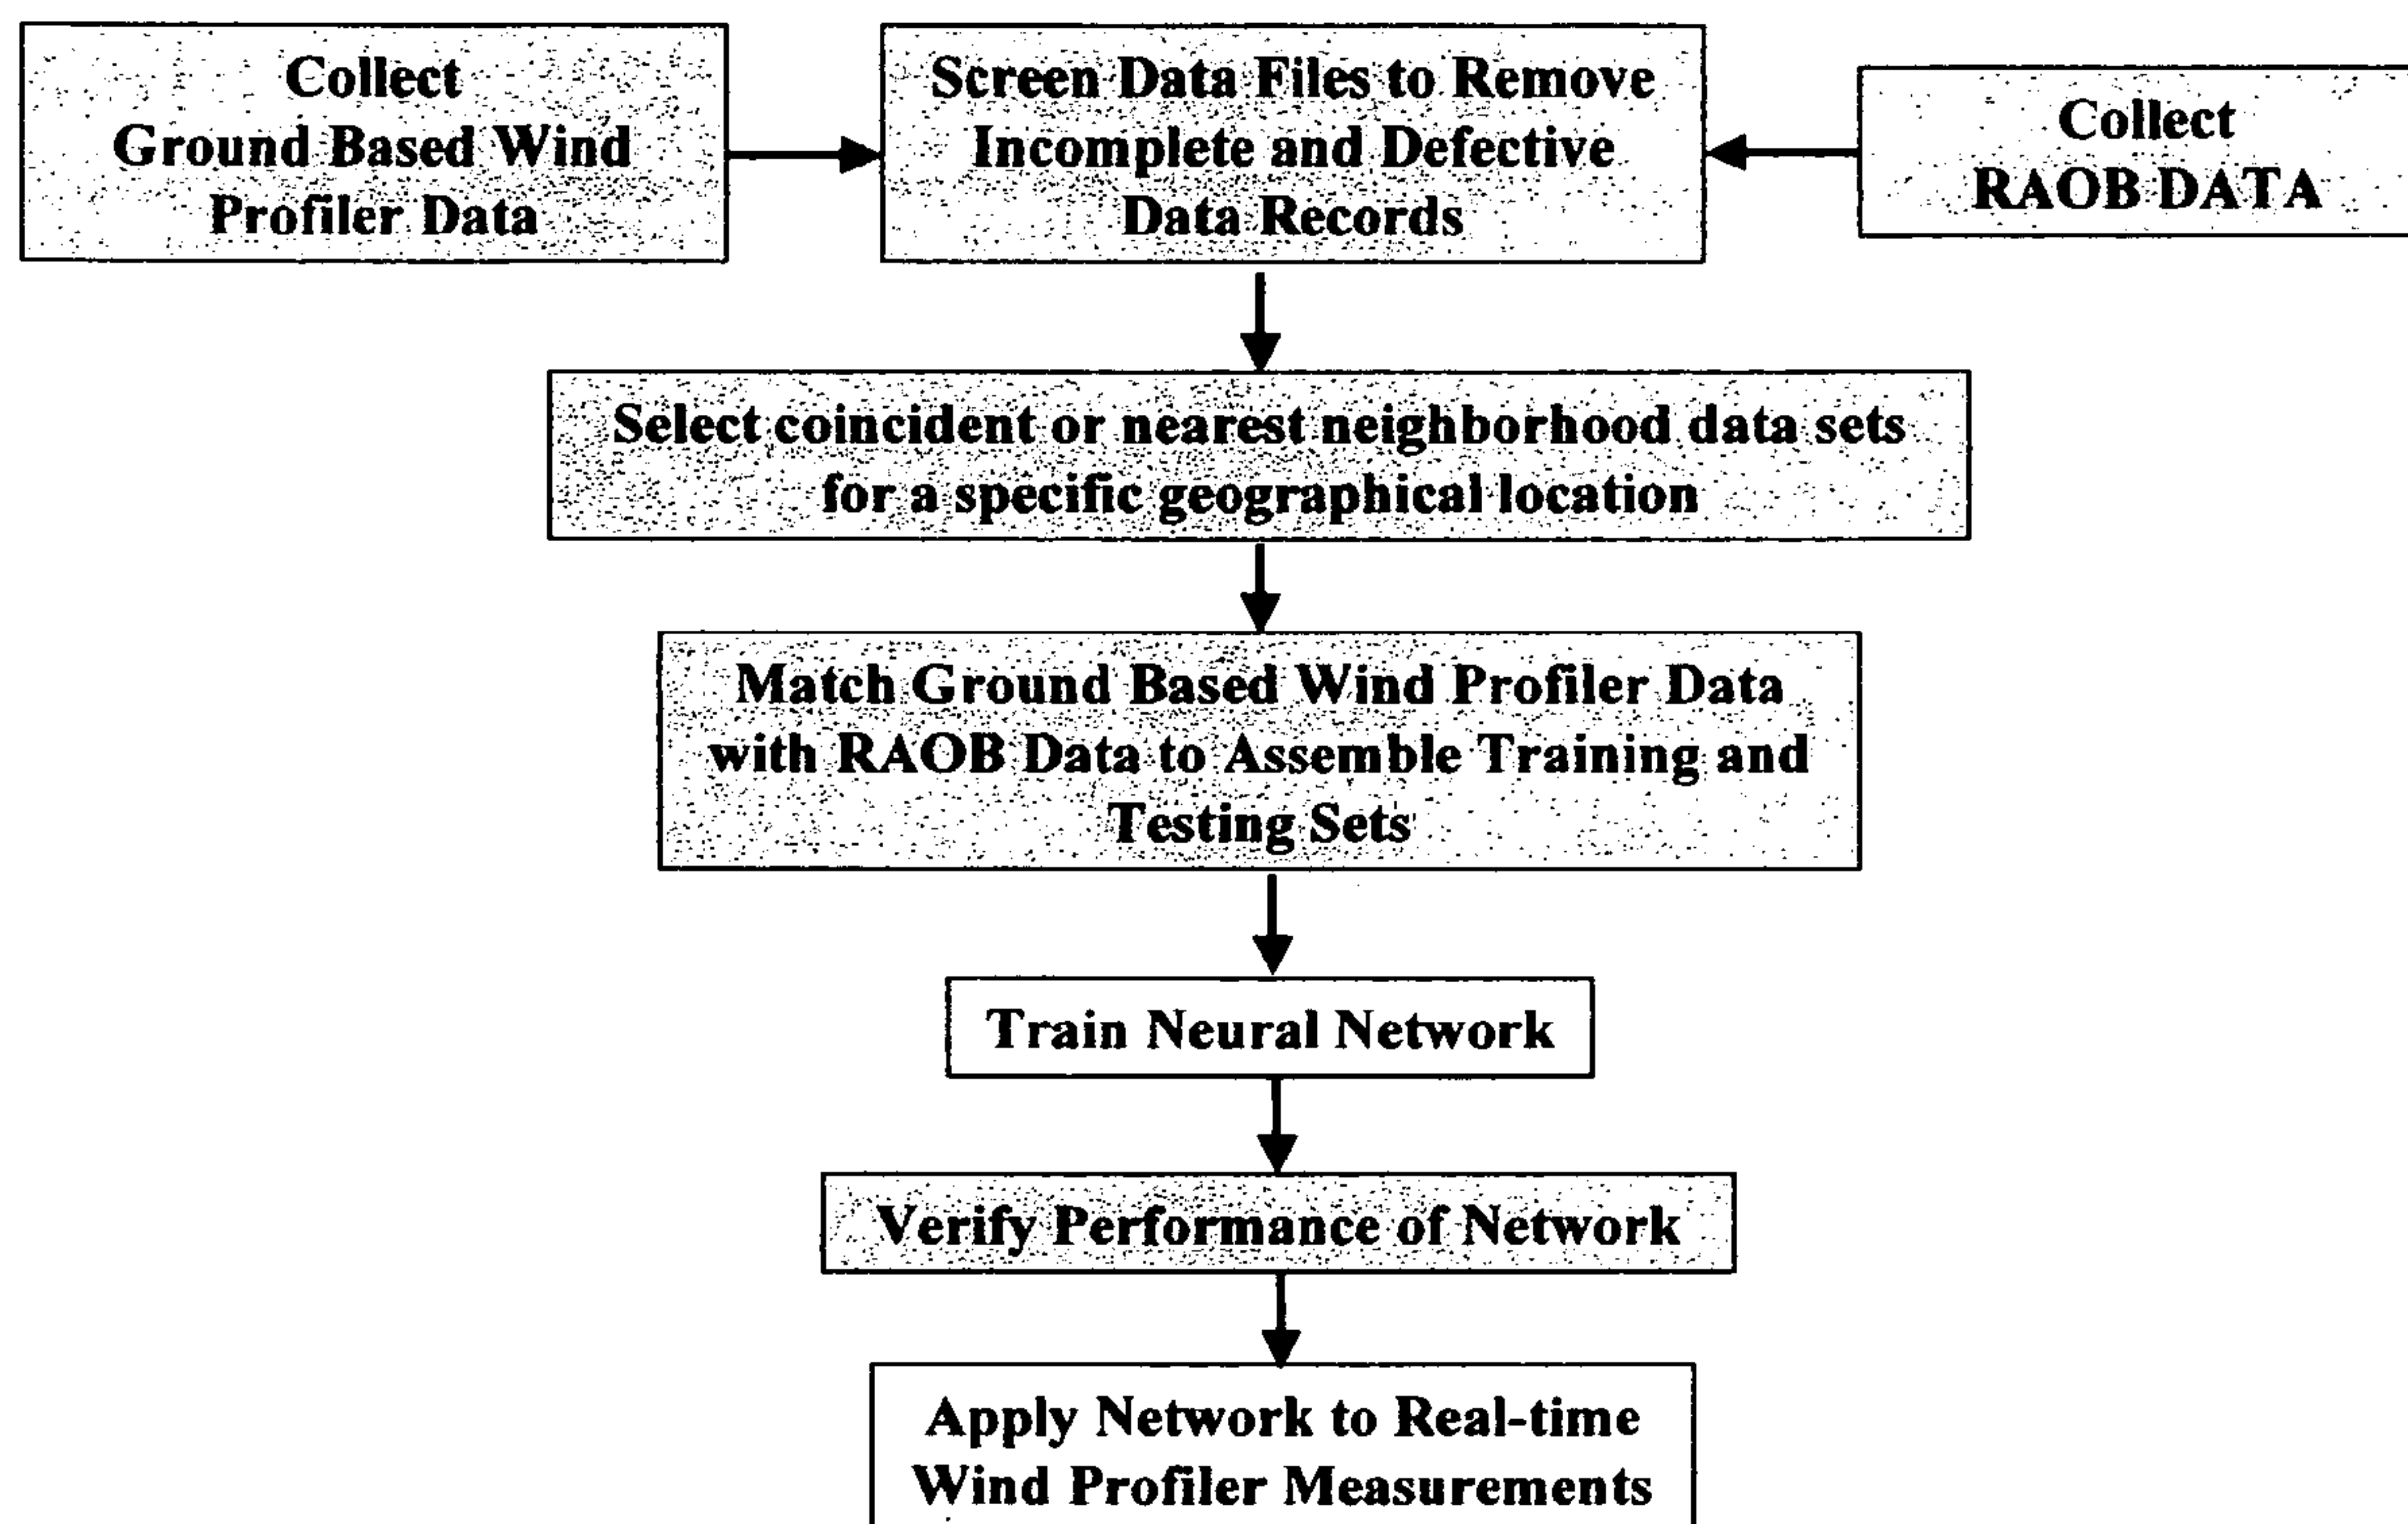 Collect
Ground Based Wind
Profiler Data
Screen Data Files to Remove
Incomplete and Defective
Data Records
Collect
RAOB DATA
Select coincident or nearest neighborhood data sets
for a specific geographical location
Match Ground Based Wind Profiler Data
with RAOB Data to Assemble Training and
Testing Sets
Train Neural Network
Verify Performance of Network
Apply Network to Real-time
Wind Profiler Measurements